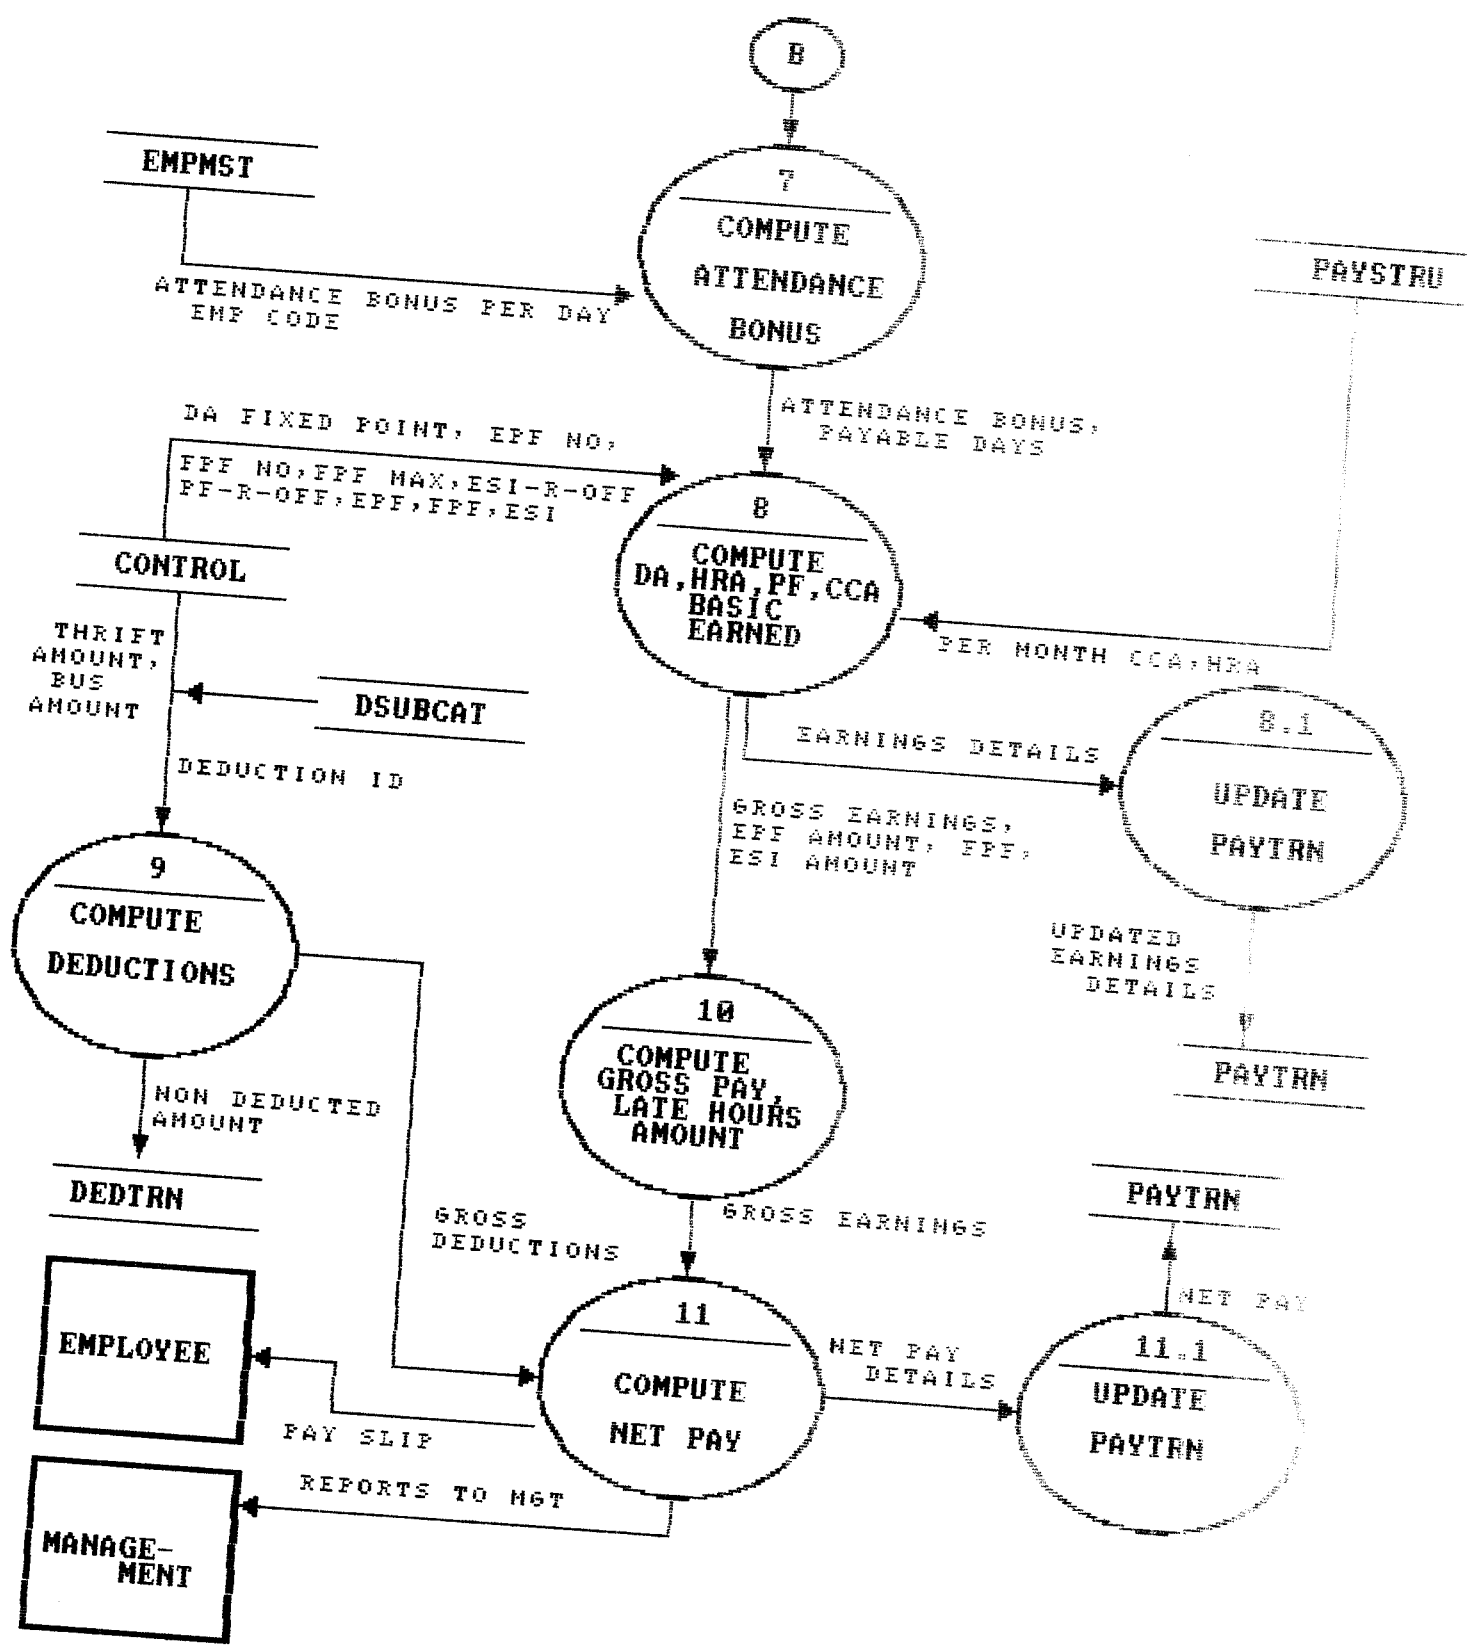 B
EMPMST
7
COMPUTE
ATTENDANCE
BONUS
PAYSTRU
ATTENDANCE BONUS PER DAY
EMP CODE
ATTENDANCE BONUS,
PAYABLE DAYS
DA FIXED POINT, EPF NO,
FPF NO,FPF MAX,ESI-R-OFF
PF-R-OFF,EPF,FPF,ESI
8
COMPUTE
DA,HRA,PF,CCA
BASIC
EARNED
CONTROL
PER MONTH CCA,HRA
THRIFT
AMOUNT,
BUS
AMOUNT
DSUBCAT
DEDUCTION ID
EARNINGS DETAILS
8.1
UPDATE
PAYTRN
GROSS EARNINGS,
EPF AMOUNT, FPF,
ESI AMOUNT
9
COMPUTE
DEDUCTIONS
UPDATED
EARNINGS
DETAILS
10
COMPUTE
GROSS PAY,
LATE HOURS
AMOUNT
PAYTRN
NON DEDUCTED
AMOUNT
DEDTRN
PAYTRN
GROSS
DEDUCTIONS
GROSS EARNINGS
NET PAY
EMPLOYEE
11
COMPUTE
NET PAY
NET PAY
DETAILS
11.1
UPDATE
PAYTRN
PAY SLIP
REPORTS TO MGT
MANAGE-
MENT